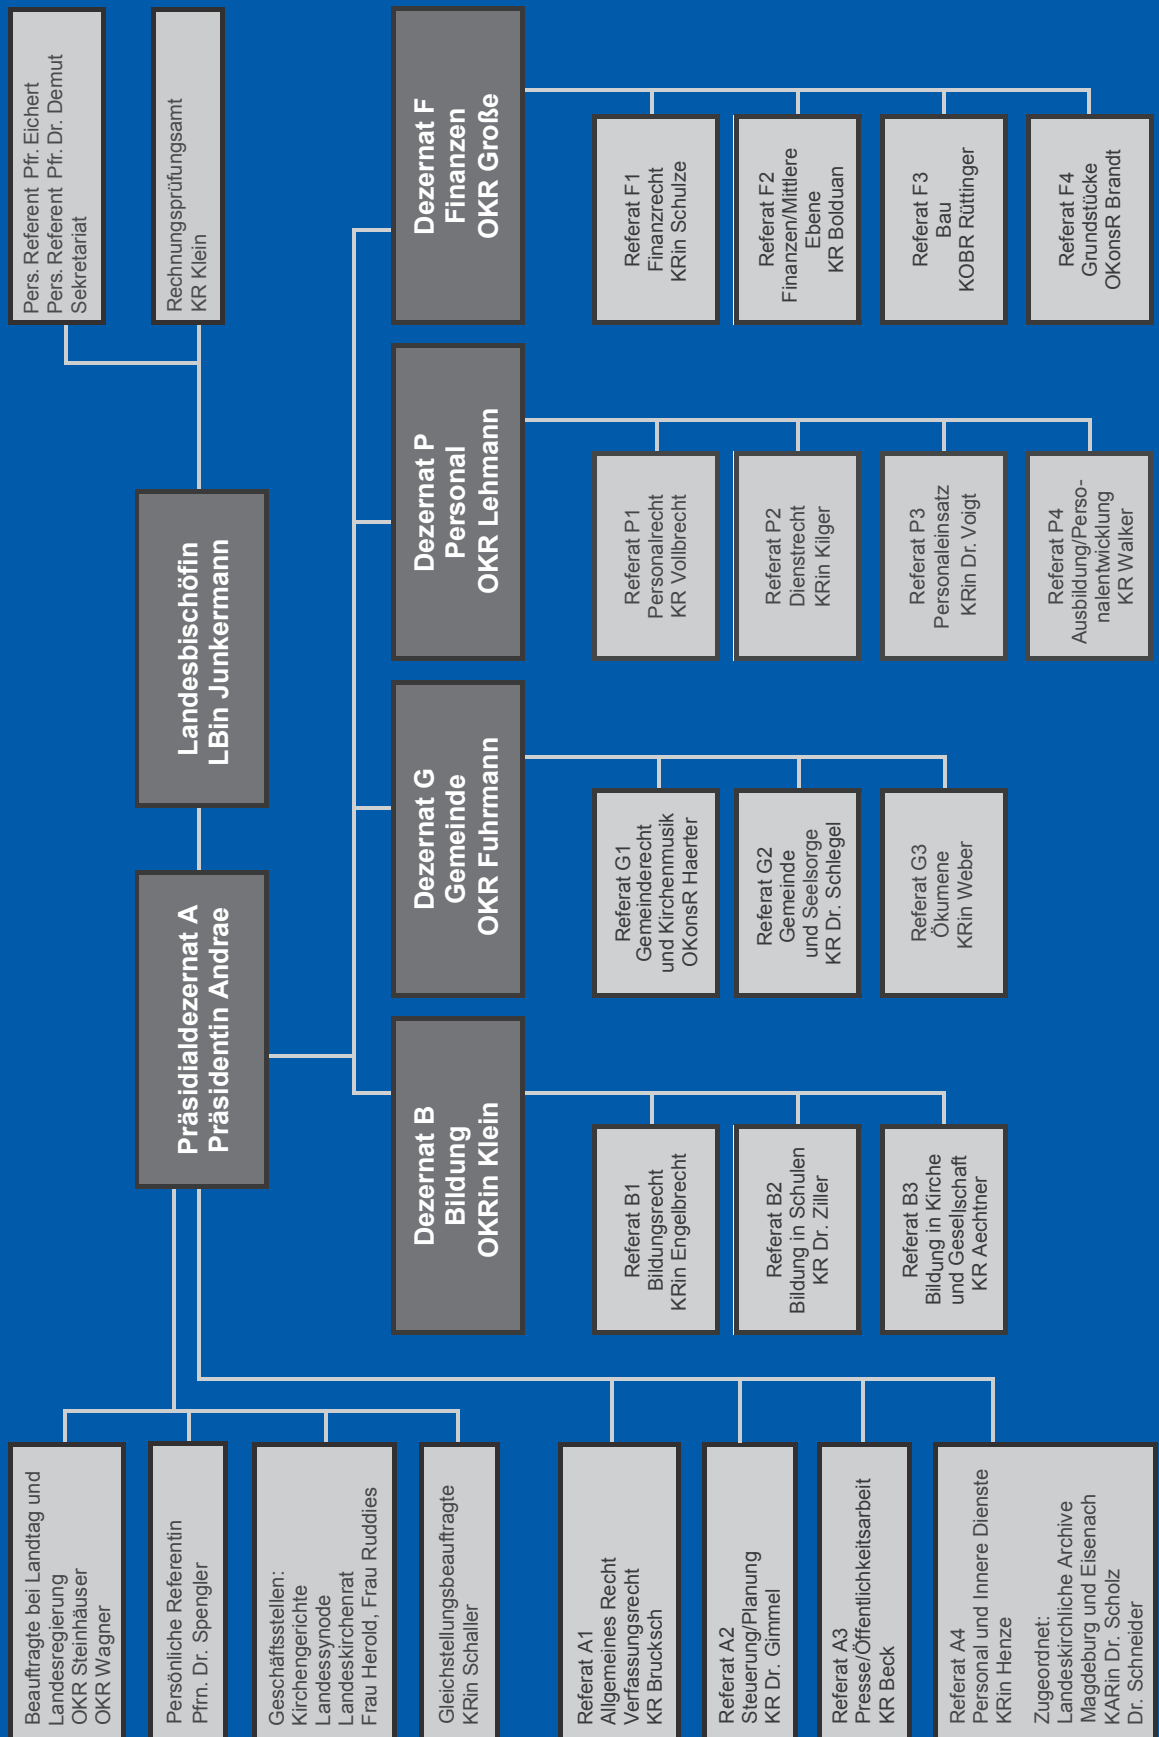 Beauftragte bei Landtag und
Landesregierung
OKR Steinhäuser
OKR Wagner
Persönliche Referentin
Pfrn. Dr. Spengler
Geschäftsstellen:
Kirchengerichte
Landessynode
Landeskirchenrat
Frau Herold, Frau Ruddies
Gleichstellungsbeauftragte
KRin Schaller
Referat A1
Allgemeines Recht
Verfassungsrecht
KR Brucksch
Referat A2
Steuerung/Planung
KR Dr. Gimmel
Referat A3
Presse/Öffentlichkeitsarbeit
KR Beck
Referat A4
Personal und Innere Dienste
KRin Henze
Zugeordnet:
Landeskirchliche Archive
Magdeburg und Eisenach
KARin Dr. Scholz
Dr. Schneider
Präsidialdezernat A
Präsidentin Andrae
Landesbischöfin
LBin Junkermann
Pers. Referent Pfr. Eichert
Pers. Referent Pfr. Dr. Demut
Sekretariat
Rechnungsprüfungsamt
KR Klein
Dezernat B
Bildung
OKRin Klein
Referat B1
Bildungsrecht
KRin Engelbrecht
Referat B2
Bildung in Schulen
KR Dr. Ziller
Referat B3
Bildung in Kirche
und Gesellschaft
KR Aechtner
Dezernat G
Gemeinde
OKR Fuhrmann
Referat G1
Gemeinderecht
und Kirchenmusik
OKonsR Haerter
Referat G2
Gemeinde
und Seelsorge
KR Dr. Schlegel
Referat G3
Ökumene
KRin Weber
Dezernat P
Personal
OKR Lehmann
Referat P1
Personalrecht
KR Vollbrecht
Referat P2
Dienstrecht
KRin Kilger
Referat P3
Personaleinsatz
KRin Dr. Voigt
Referat P4
Ausbildung/Perso-
nalentwicklung
KR Walker
Dezernat F
Finanzen
OKR Große
Referat F1
Finanzrecht
KRin Schulze
Referat F2
Finanzen/Mittlere
Ebene
KR Bolduan
Referat F3
Bau
KOBR Rüttinger
Referat F4
Grundstücke
OKonsR Brandt